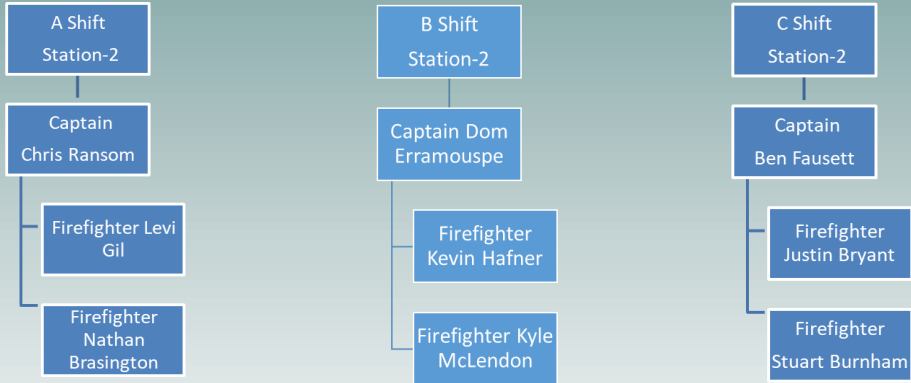 A Shift
Station-2
Captain
Chris Ransom
Firefighter Levi
Gil
Firefighter
Nathan
Brasington
B Shift
Station-2
Captain Dom
Erramouspe
Firefighter
Kevin Hafner
Firefighter Kyle
McLendon
C Shift
Station-2
Captain
Ben Fausett
Firefighter
Justin Bryant
Firefighter
Stuart Burnham